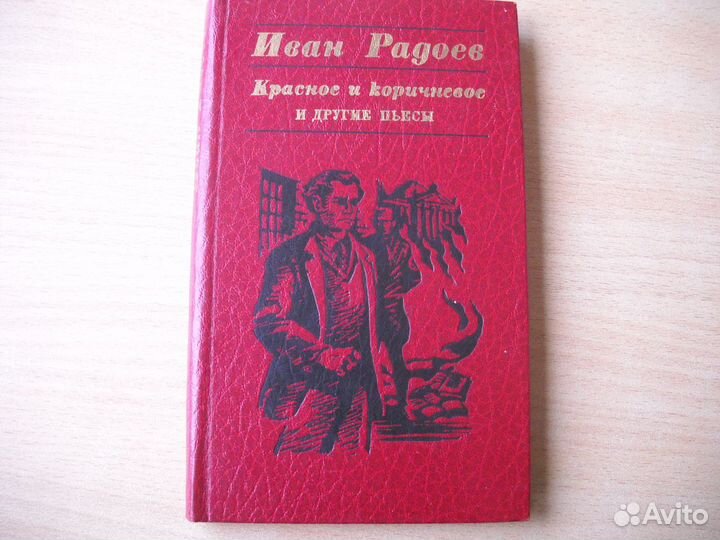 Иван Радоев
Красное и коричневое
И ДРУГИЕ ПЬЕСЫ
Avito